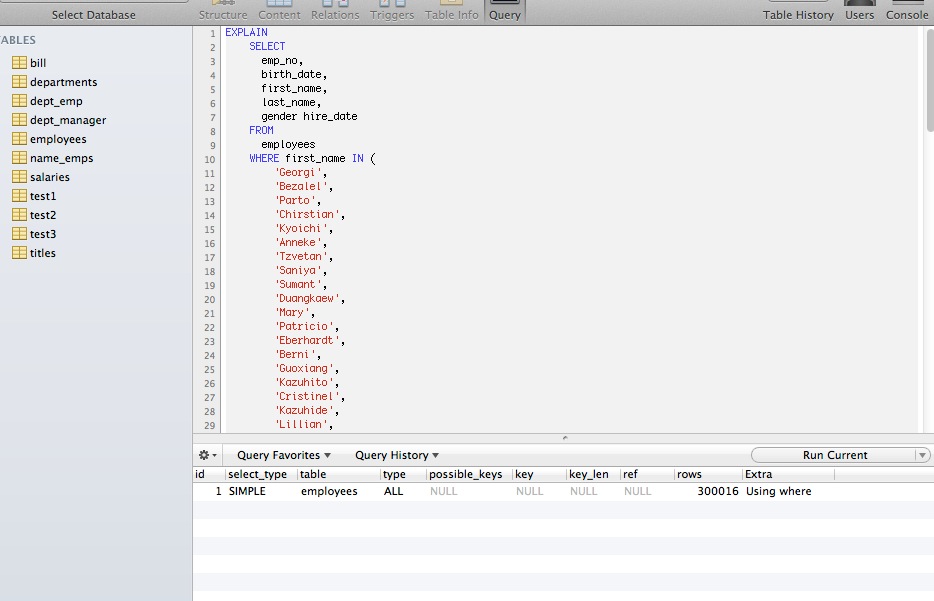 Select Database Structure Content Relations Triggers Table Info Query Table History Users Console
ABLES
bill
departments
dept_emp
dept_manager
employees
name_emps
salaries
test1
test2
test3
titles
1 EXPLAIN
2 SELECT
3 emp_no,
4 birth_date,
5 first_name,
6 last_name,
7 gender hire_date
8 FROM
9 employees
10 WHERE first_name IN (
11 'Georgi',
12 'Bezalel',
13 'Parto',
14 'Chirstian',
15 'Kyoichi',
16 'Anneke',
17 'Tzvetan',
18 'Saniya',
19 'Sumant',
20 'Duangkaew',
21 'Mary',
22 'Patricio',
23 'Eberhardt',
24 'Berni',
25 'Guoxiang',
26 'Kazuhito',
27 'Cristinel',
28 'Kazuhide',
29 'Lillian',
Query Favorites Query History Run Current
id select_type table type possible_keys key key_len ref rows Extra
1 SIMPLE employees ALL NULL NULL NULL NULL 300016 Using where